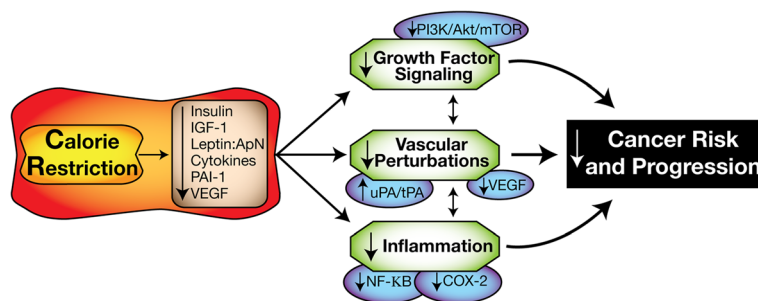 Calorie
Restriction
Insulin
IGF-1
Leptin:ApN
Cytokines
PAI-1
VEGF
↓PI3K/Akt/mTOR
↓Growth Factor
Signaling
↓Vascular
Perturbations
↑uPA/tPA
↓VEGF
↓Inflammation
↓NF-KB
↓COX-2
↓Cancer Risk
and Progression